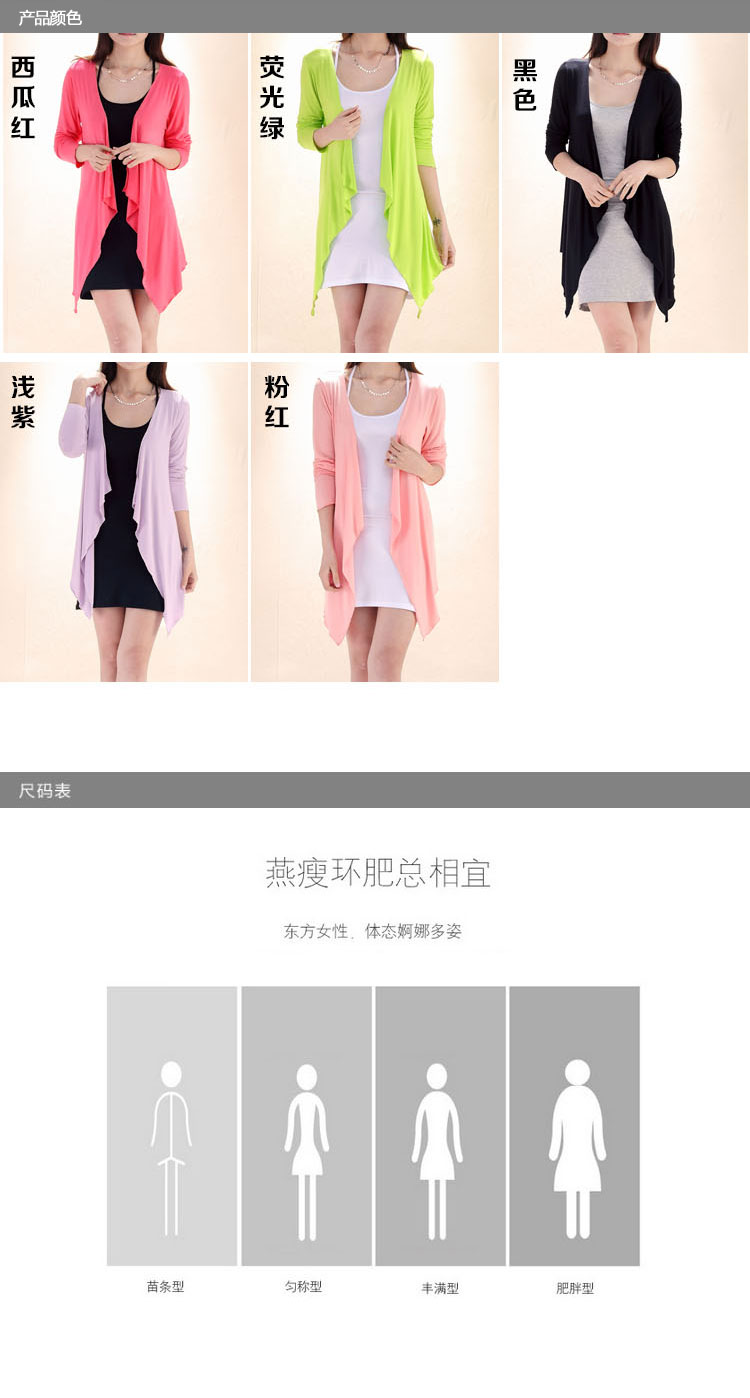 产品颜色
西瓜红
荧光绿
黑色
浅紫
粉红
尺码表
燕瘦环肥总相宜
东方女性，体态婀娜多姿
苗条型
匀称型
丰满型
肥胖型